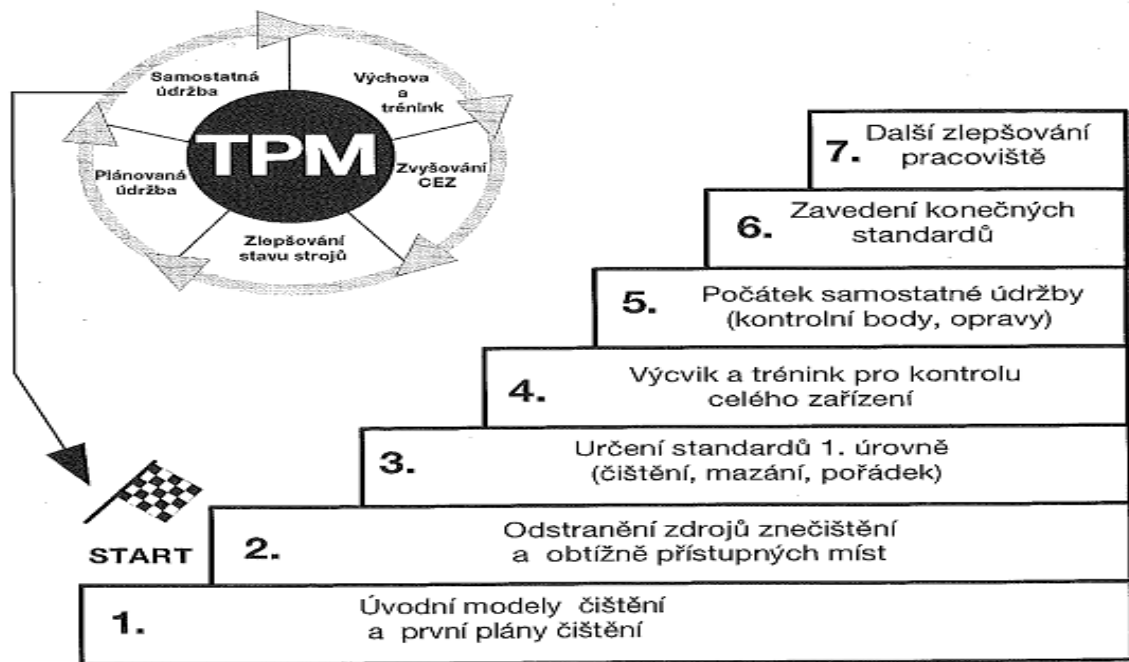 Samostatná
údržba
Výchova
a
trénink
TPM
Plánovaná
údržba
Zvyšování
CEZ
Zlepšování
stavu strojů
7. Další zlepšování
pracoviště
6. Zavedení konečných
standardů
5. Počátek samostatné údržby
(kontrolní body, opravy)
4. Výcvik a trénink pro kontrolu
celého zařízení
3. Určení standardů 1. úrovně
(čištění, mazání, pořádek)
START
2. Odstranění zdrojů znečištění
a obtížně přístupných míst
1. Úvodní modely čištění
a první plány čištění